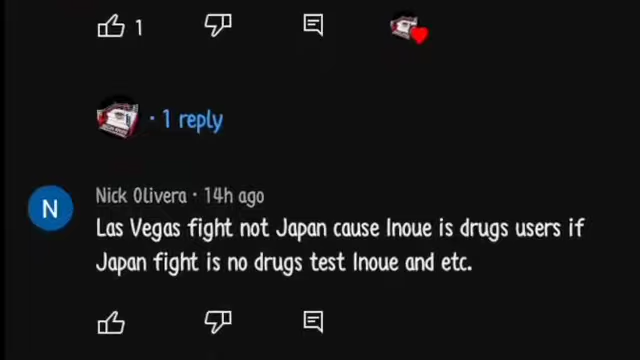 1
· 1 reply
Nick Olivera · 14h ago
N
Las Vegas fight not Japan cause Inoue is drugs users if
Japan fight is no drugs test Inoue and etc.